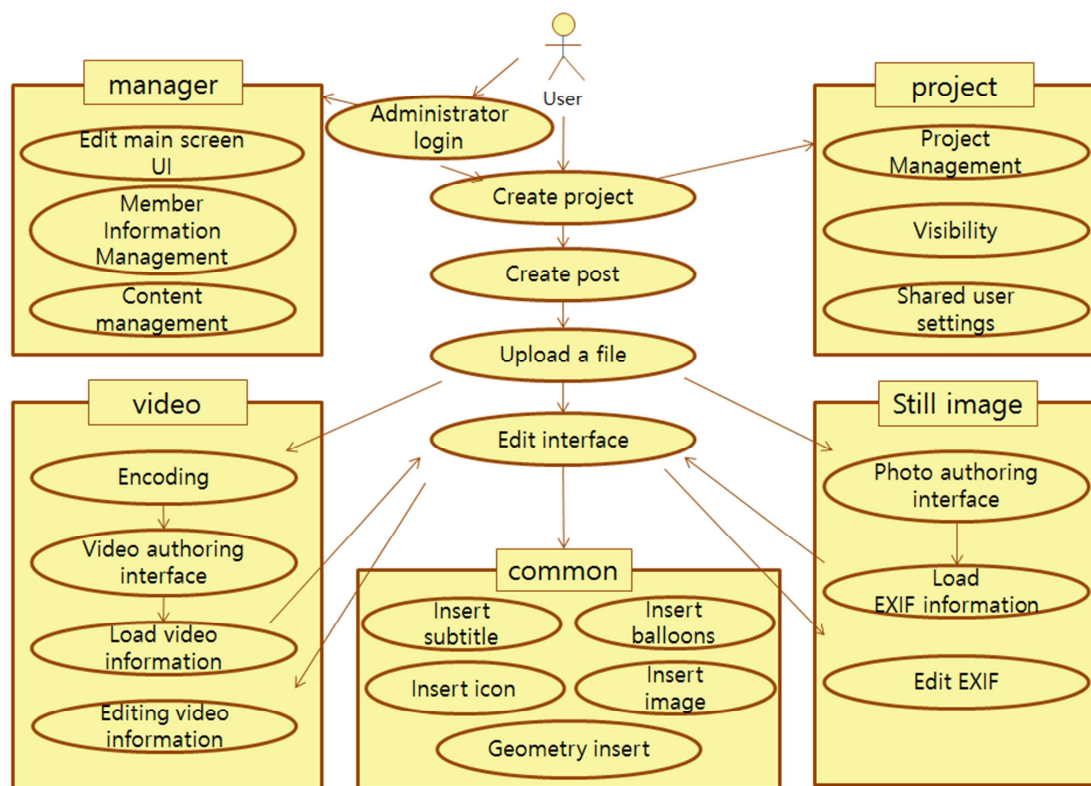 User
manager
Administrator
login
project
Edit main screen
UI
Member
Information
Management
Content
management
Create project
Create post
Upload a file
Edit interface
Project
Management
Visibility
Shared user
settings
video
Encoding
Video authoring
interface
Load video
information
Editing video
information
common
Insert
subtitle
Insert
balloons
Insert icon
Insert
image
Geometry insert
Still image
Photo authoring
interface
Load
EXIF information
Edit EXIF